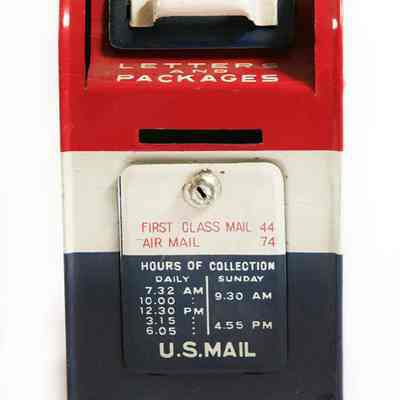 LETTERS
AND
PACKAGES
FIRST CLASS MAIL 44
AIR MAIL 74
HOURS OF COLLECTION
DAILY SUNDAY
7.32 AM
10.00 : 9.30 AM
12.30 PM
3.15 :
6.05 : 4.55 PM
U.S.MAIL